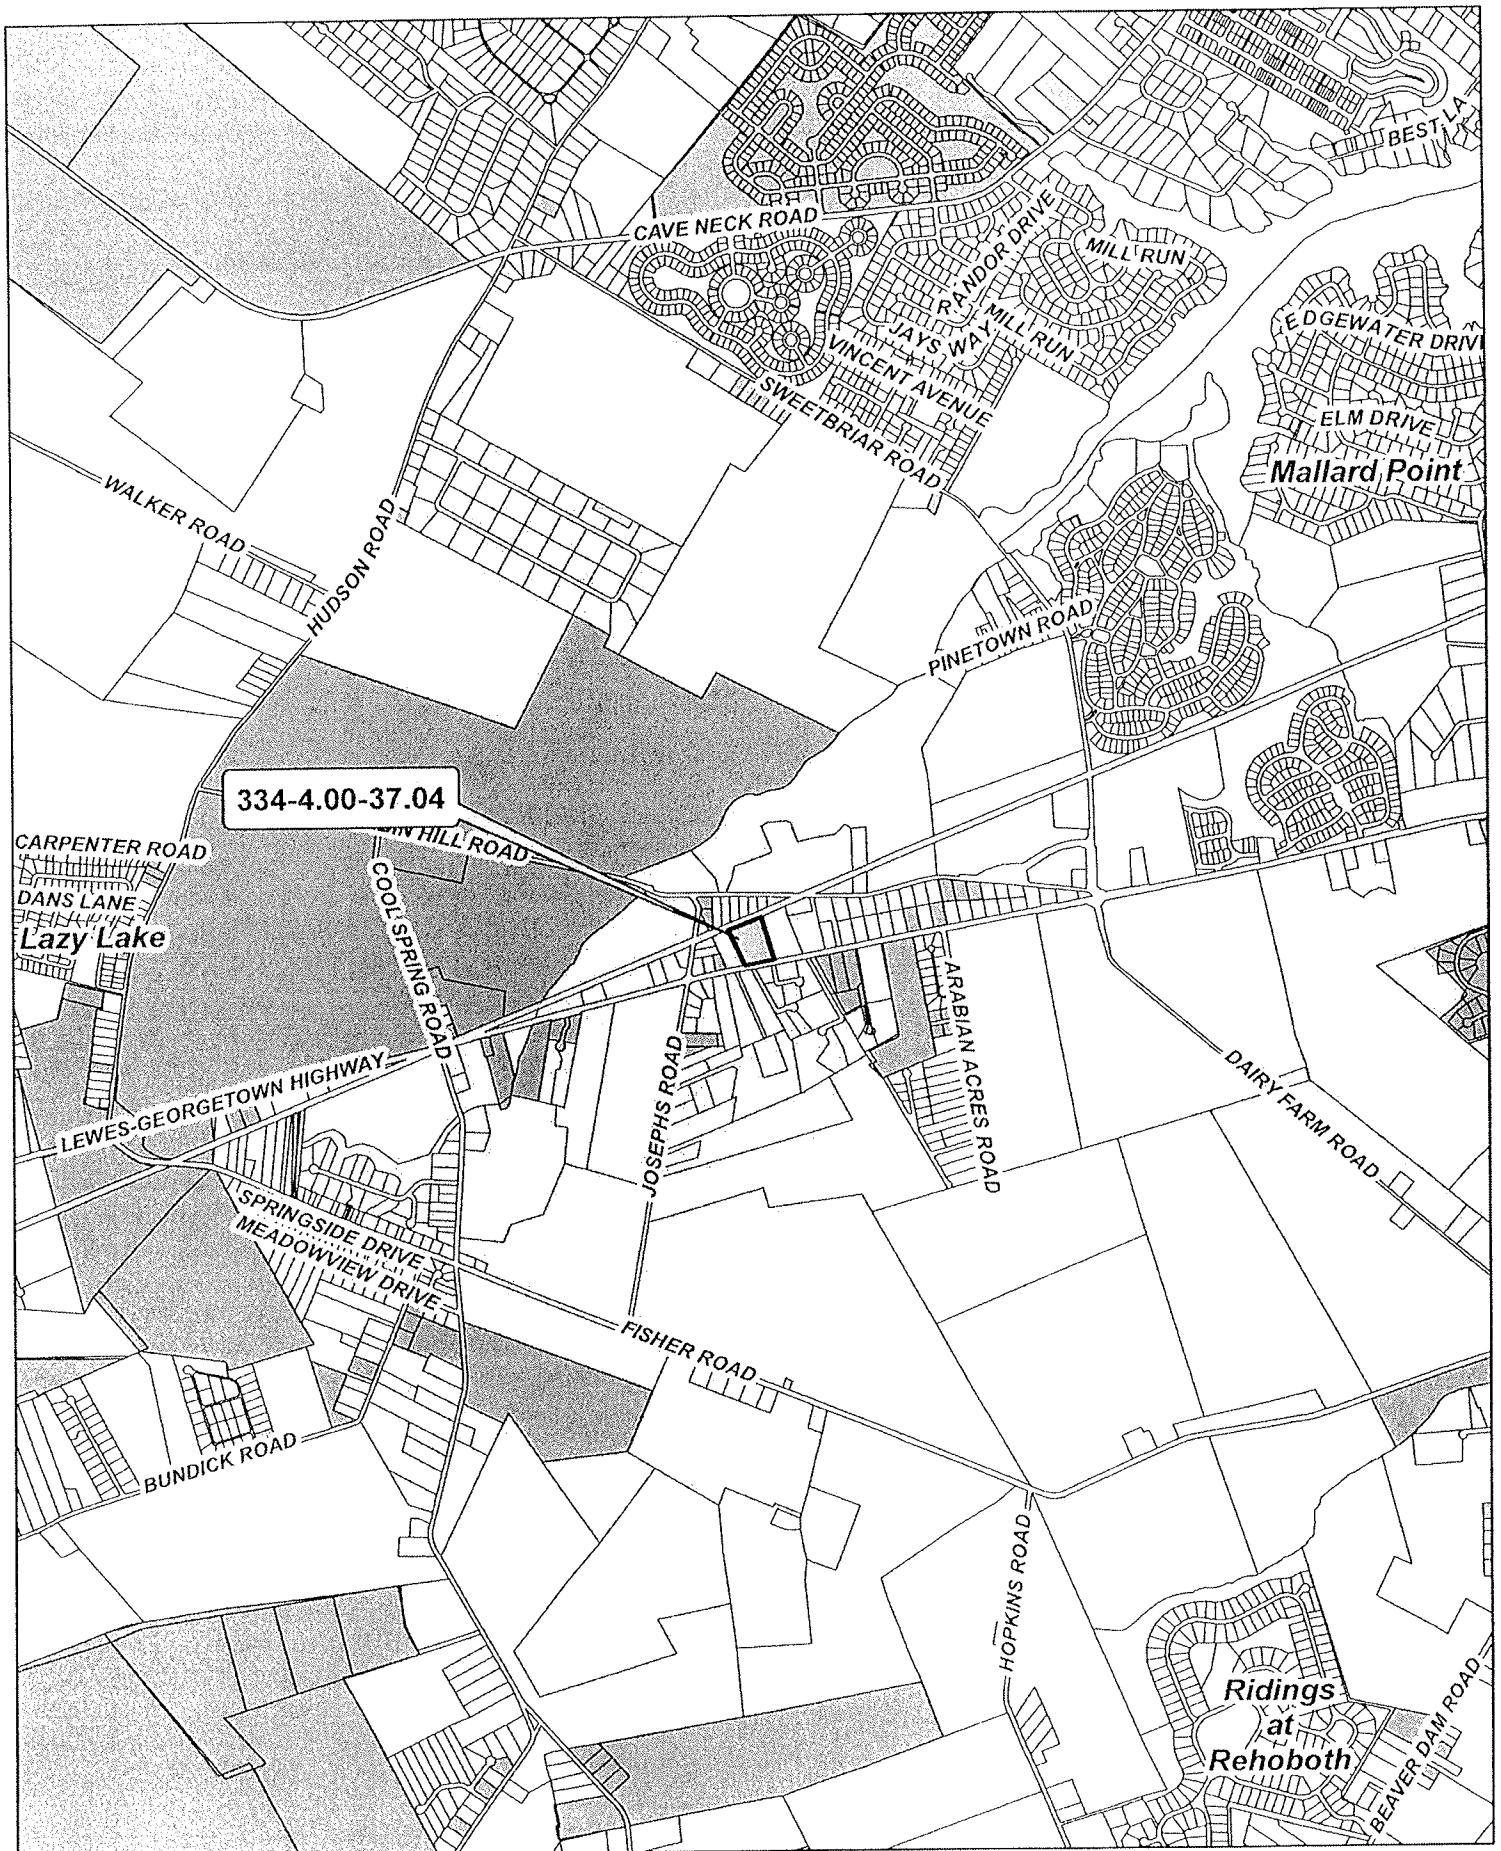 BEST LA
CAVE NECK ROAD
RANDOR DRIVE
MILL RUN
EDGEWATER DRIV
JAYS WAY
MILL RUN
VINCENT AVENUE
SWEETBRIAR ROAD
ELM DRIVE
Mallard Point
WALKER ROAD
HUDSON ROAD
PINETOWN ROAD
334-4.00-37.04
HILL ROAD
CARPENTER ROAD
DANS LANE
Lazy Lake
COOL SPRING ROAD
ARABIAN ACRES ROAD
LEWES-GEORGETOWN HIGHWAY
JOSEPHS ROAD
DAIRY FARM ROAD
SPRINGSIDE DRIVE
MEADOWVIEW DRIVE
FISHER ROAD
BUNDICK ROAD
HOPKINS ROAD
Ridings
at
Rehoboth
BEAVER DAM ROAD